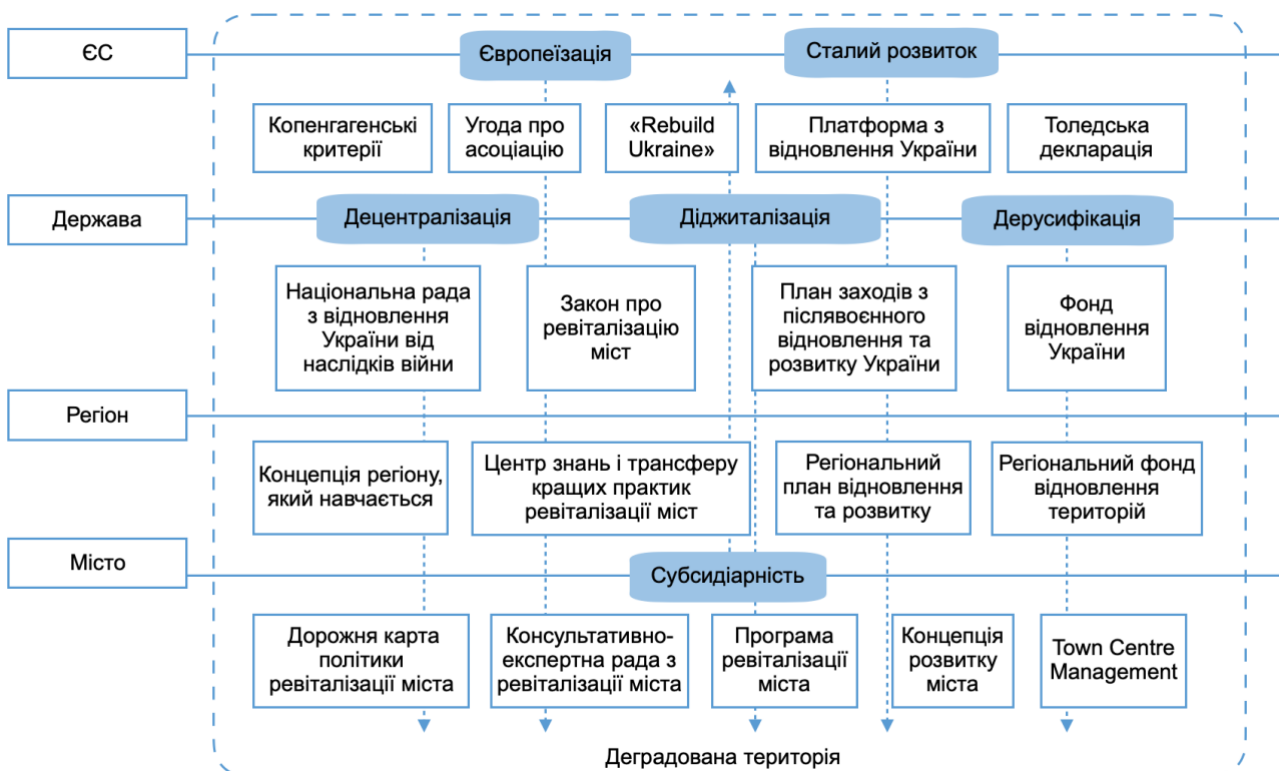 ЄС
Європеїзація
Сталий розвиток
Копенгагенські
критерії
Угода про
асоціацію
«Rebuild
Ukraine»
Платформа з
відновлення України
Толедська
декларація
Держава
Децентралізація
Діджиталізація
Дерусифікація
Національна рада
з відновлення
України від
наслідків війни
Закон про
ревіталізацію
міст
План заходів з
післявоєнного
відновлення та
розвитку України
Фонд
відновлення
України
Регіон
Концепція регіону,
який навчається
Центр знань і трансферу
кращих практик
ревіталізації міст
Регіональний
план відновлення
та розвитку
Регіональний фонд
відновлення
територій
Місто
Субсидіарність
Дорожня карта
політики
ревіталізації міста
Консультативно-
експертна рада з
ревіталізації міста
Програма
ревіталізації
міста
Концепція
розвитку
міста
Town Centre
Management
Деградована територія